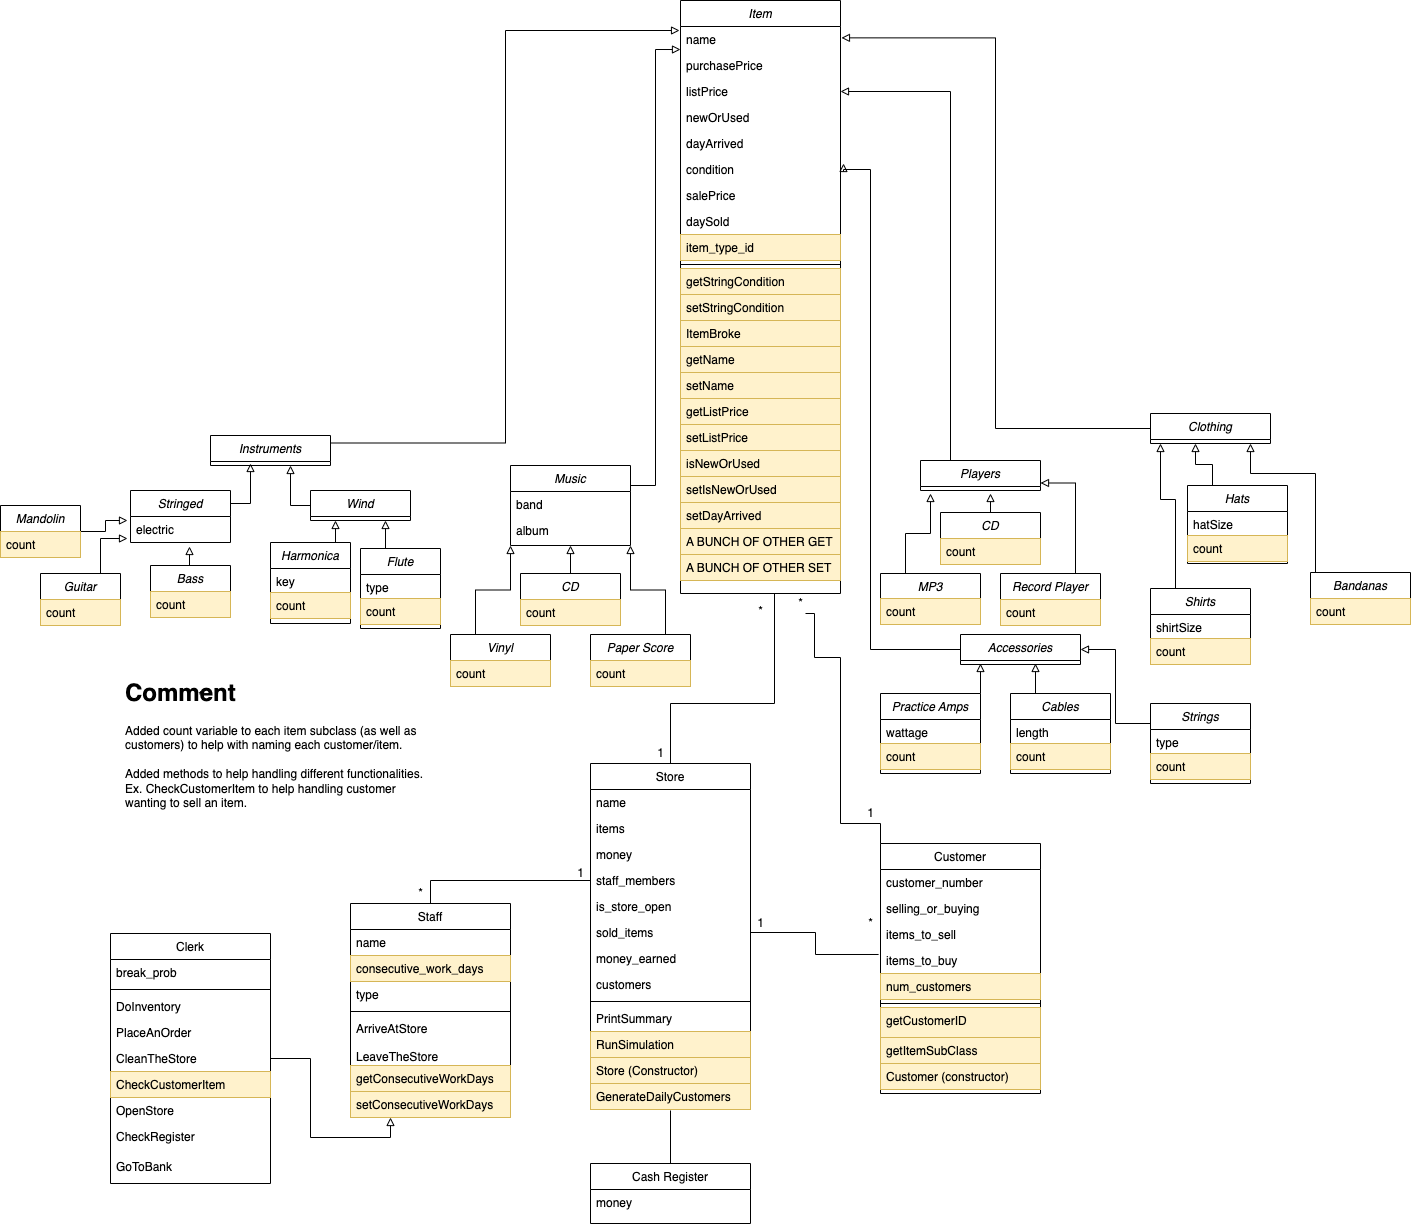 Item
name
purchasePrice
listPrice
newOrUsed
dayArrived
condition
salePrice
daySold
item_type_id
getStringCondition
setStringCondition
ItemBroke
getName
setName
getListPrice
setListPrice
isNewOrUsed
setIsNewOrUsed
setDayArrived
A BUNCH OF OTHER GET
A BUNCH OF OTHER SET
*
*
Instruments
Stringed
electric
Mandolin
count
Guitar
count
Bass
count
Wind
Harmonica
key
count
Flute
type
count
Music
band
album
Vinyl
count
CD
count
Paper Score
count
Players
CD
count
MP3
count
Record Player
count
Clothing
Hats
hatSize
count
Shirts
shirtSize
count
Bandanas
count
Accessories
Practice Amps
wattage
count
Cables
length
count
Strings
type
count
Comment
Added count variable to each item subclass (as well as
customers) to help with naming each customer/item.
Added methods to help handling different functionalities.
Ex. CheckCustomerItem to help handling customer
wanting to sell an item.
1
Store
name
items
money
staff_members
is_store_open
sold_items
money_earned
customers
PrintSummary
RunSimulation
Store (Constructor)
GenerateDailyCustomers
1
*
1
*
1
Customer
customer_number
selling_or_buying
items_to_sell
items_to_buy
num_customers
getCustomerID
getItemSubClass
Customer (constructor)
Staff
name
consecutive_work_days
type
ArriveAtStore
LeaveTheStore
getConsecutiveWorkDays
setConsecutiveWorkDays
Clerk
break_prob
DoInventory
PlaceAnOrder
CleanTheStore
CheckCustomerItem
OpenStore
CheckRegister
GoToBank
Cash Register
money